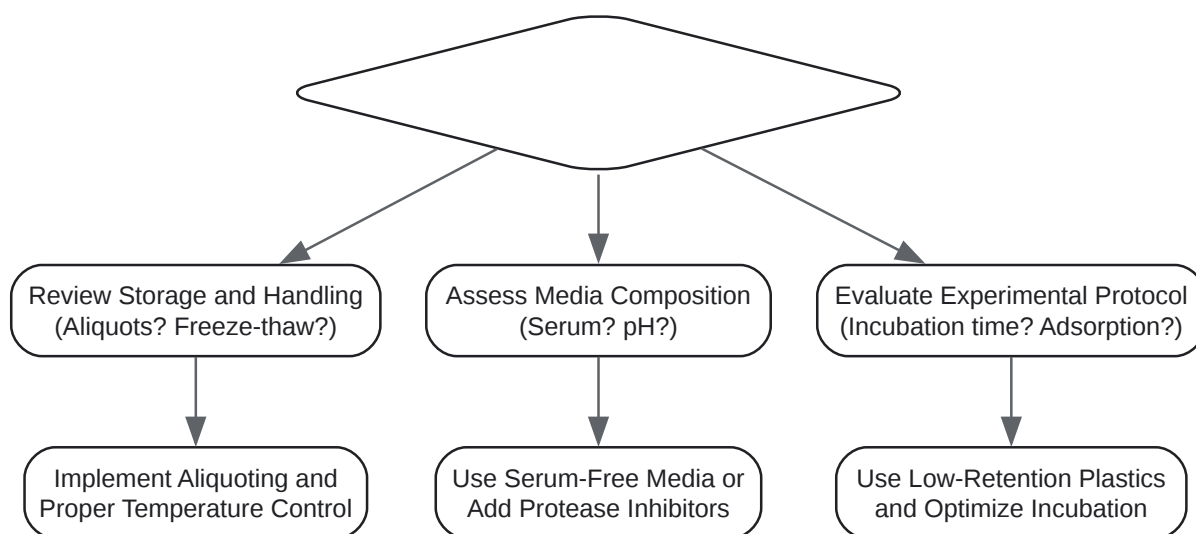 Review Storage and Handling
(Aliquots? Freeze-thaw?)
Assess Media Composition
(Serum? pH?)
Evaluate Experimental Protocol
(Incubation time? Adsorption?)
Implement Aliquoting and
Proper Temperature Control
Use Serum-Free Media or
Add Protease Inhibitors
Use Low-Retention Plastics
and Optimize Incubation